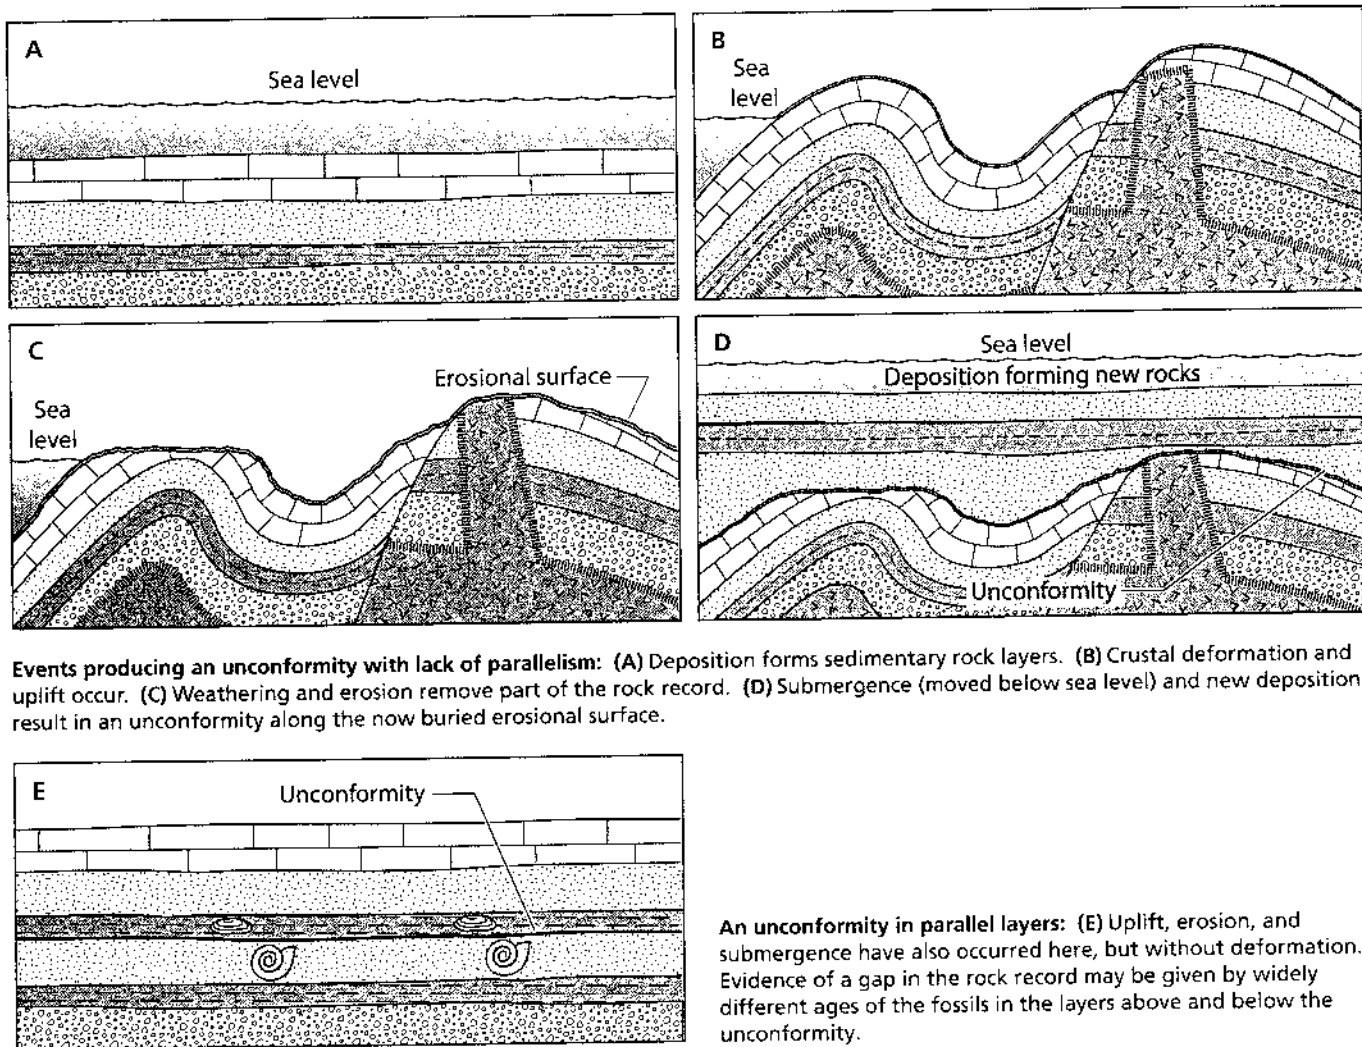 A
Sea level
B
Sea
level
C
Erosional surface
Sea
level
D
Sea level
Deposition forming new rocks
Unconformity
Events producing an unconformity with lack of parallelism: (A) Deposition forms sedimentary rock layers. (B) Crustal deformation and
uplift occur. (C) Weathering and erosion remove part of the rock record. (D) Submergence (moved below sea level) and new deposition
result in an unconformity along the now buried erosional surface.
E
Unconformity
An unconformity in parallel layers: (E) Uplift, erosion, and
submergence have also occurred here, but without deformation.
Evidence of a gap in the rock record may be given by widely
different ages of the fossils in the layers above and below the
unconformity.